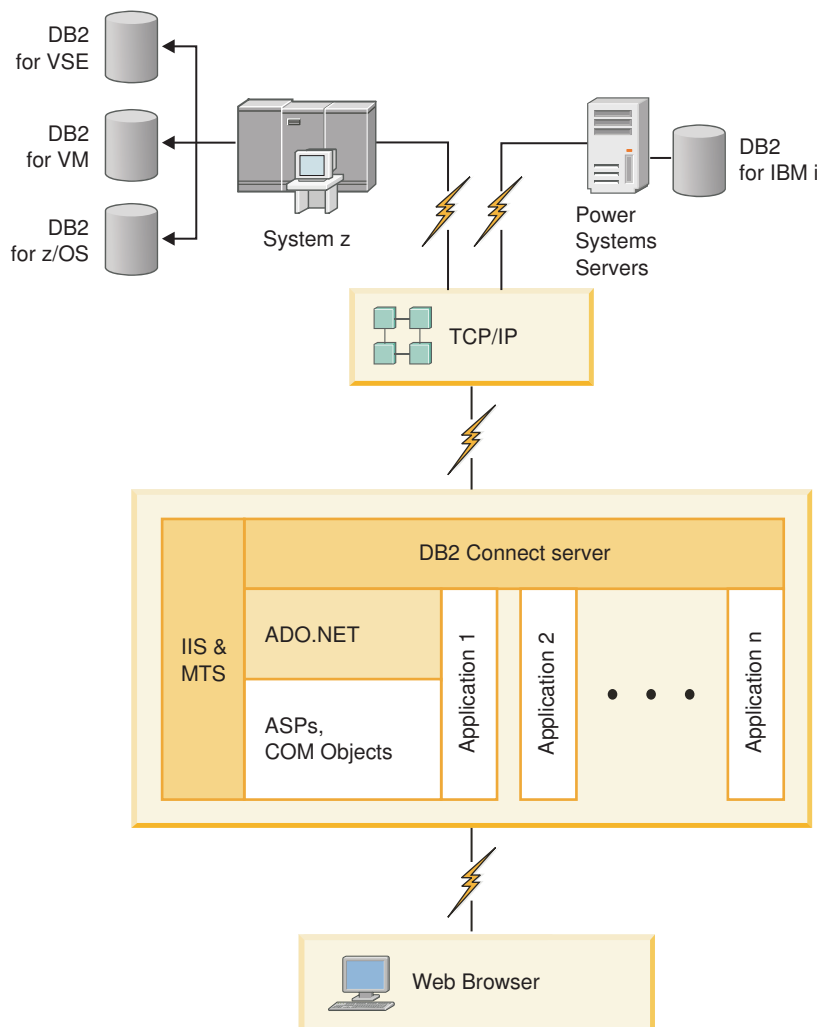 DB2
for VSE
DB2
for VM
DB2
for z/OS
System z
Power
Systems
Servers
DB2
for IBM i
TCP/IP
DB2 Connect server
IIS &
MTS
ADO.NET
ASPs,
COM Objects
Application 1
Application 2
Application n
Web Browser